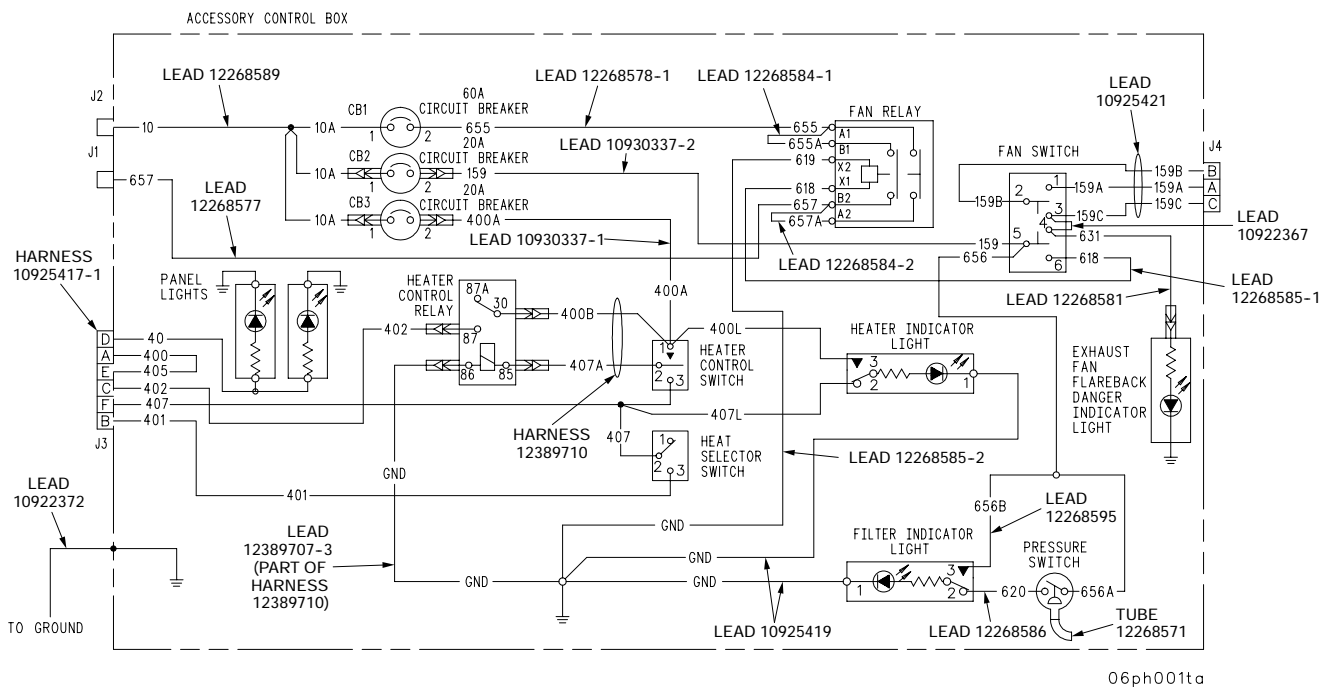 ACCESSORY CONTROL BOX
LEAD 12268589
LEAD 12268578-1
LEAD 12268584-1
LEAD
10925421
J2
10
10A
CB1
1
2
60A
CIRCUIT BREAKER
655
FAN RELAY
655
655A
A1
B1
619
X2
X1
618
657
B2
657A
A2
J1
657
LEAD
12268577
10A
CB2
1
2
20A
CIRCUIT BREAKER
159
LEAD 10930337-2
10A
CB3
1
2
20A
CIRCUIT BREAKER
400A
LEAD 10930337-1
LEAD 12268584-2
FAN SWITCH
1
2
3
4
5
6
159B
159
656
159A
159C
631
618
159B
159A
159C
J4
B
A
C
LEAD
10922367
LEAD
12268585-1
LEAD 12268581
HARNESS
10925417-1
PANEL
LIGHTS
HEATER
CONTROL
RELAY
87A
30
87
86
85
402
400B
407A
400A
400L
1
2
3
HEATER
CONTROL
SWITCH
HEATER INDICATOR
LIGHT
3
2
1
EXHAUST
FAN
FLAREBACK
DANGER
INDICATOR
LIGHT
D
A
E
C
F
B
J3
40
400
405
402
407
401
407L
407
HARNESS
12389710
1
2
3
HEAT
SELECTOR
SWITCH
LEAD 12268585-2
GND
401
LEAD
10922372
TO GROUND
LEAD
12389707-3
(PART OF
HARNESS
12389710)
GND
GND
GND
GND
LEAD 10925419
656B
LEAD
12268595
FILTER INDICATOR
LIGHT
1
3
2
PRESSURE
SWITCH
620
656A
LEAD 12268586
TUBE
12268571
06ph001ta